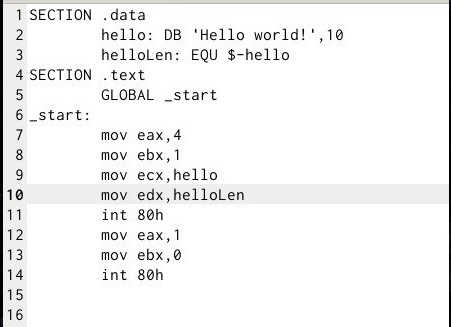 1 SECTION .data
2         hello: DB 'Hello world!',10
3         helloLen: EQU $-hello
4 SECTION .text
5         GLOBAL _start
6 _start:
7         mov eax,4
8         mov ebx,1
9         mov ecx,hello
10         mov edx,helloLen
11         int 80h
12         mov eax,1
13         mov ebx,0
14         int 80h
15
16